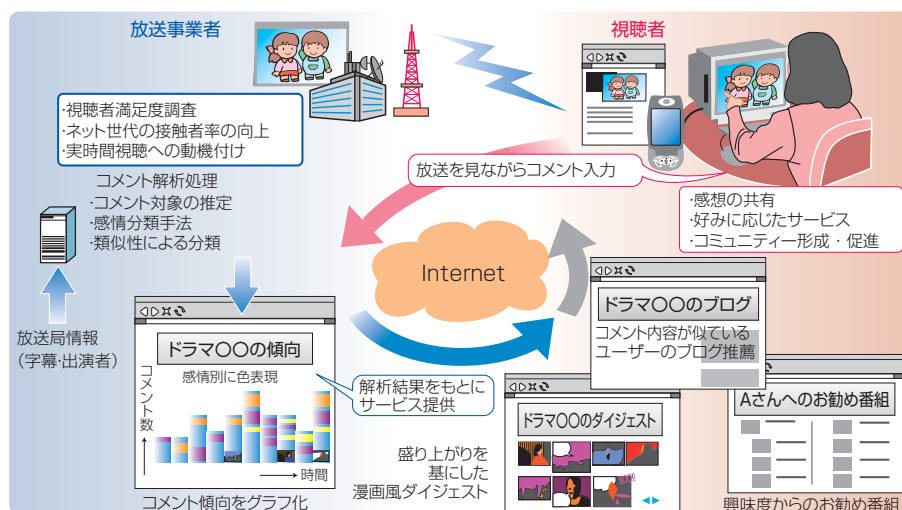 放送事業者
視聴者
・視聴者満足度調査
・ネット世代の接触者率の向上
・実時間視聴への動機付け
放送を見ながらコメント入力
・感想の共有
・好みに応じたサービス
・コミュニティー形成・促進
コメント解析処理
・コメント対象の推定
・感情分類手法
・類似性による分類
放送局情報
（字幕・出演者）
Internet
ドラマ〇〇の傾向
感情別に色表現
コメント数
時間
コメント傾向をグラフ化
解析結果をもとに
サービス提供
ドラマ〇〇のブログ
コメント内容が似ている
ユーザーのブログ推薦
ドラマ〇〇のダイジェスト
盛り上がりを
基にした
漫画風ダイジェスト
Aさんへのお勧め番組
興味度からのお勧め番組